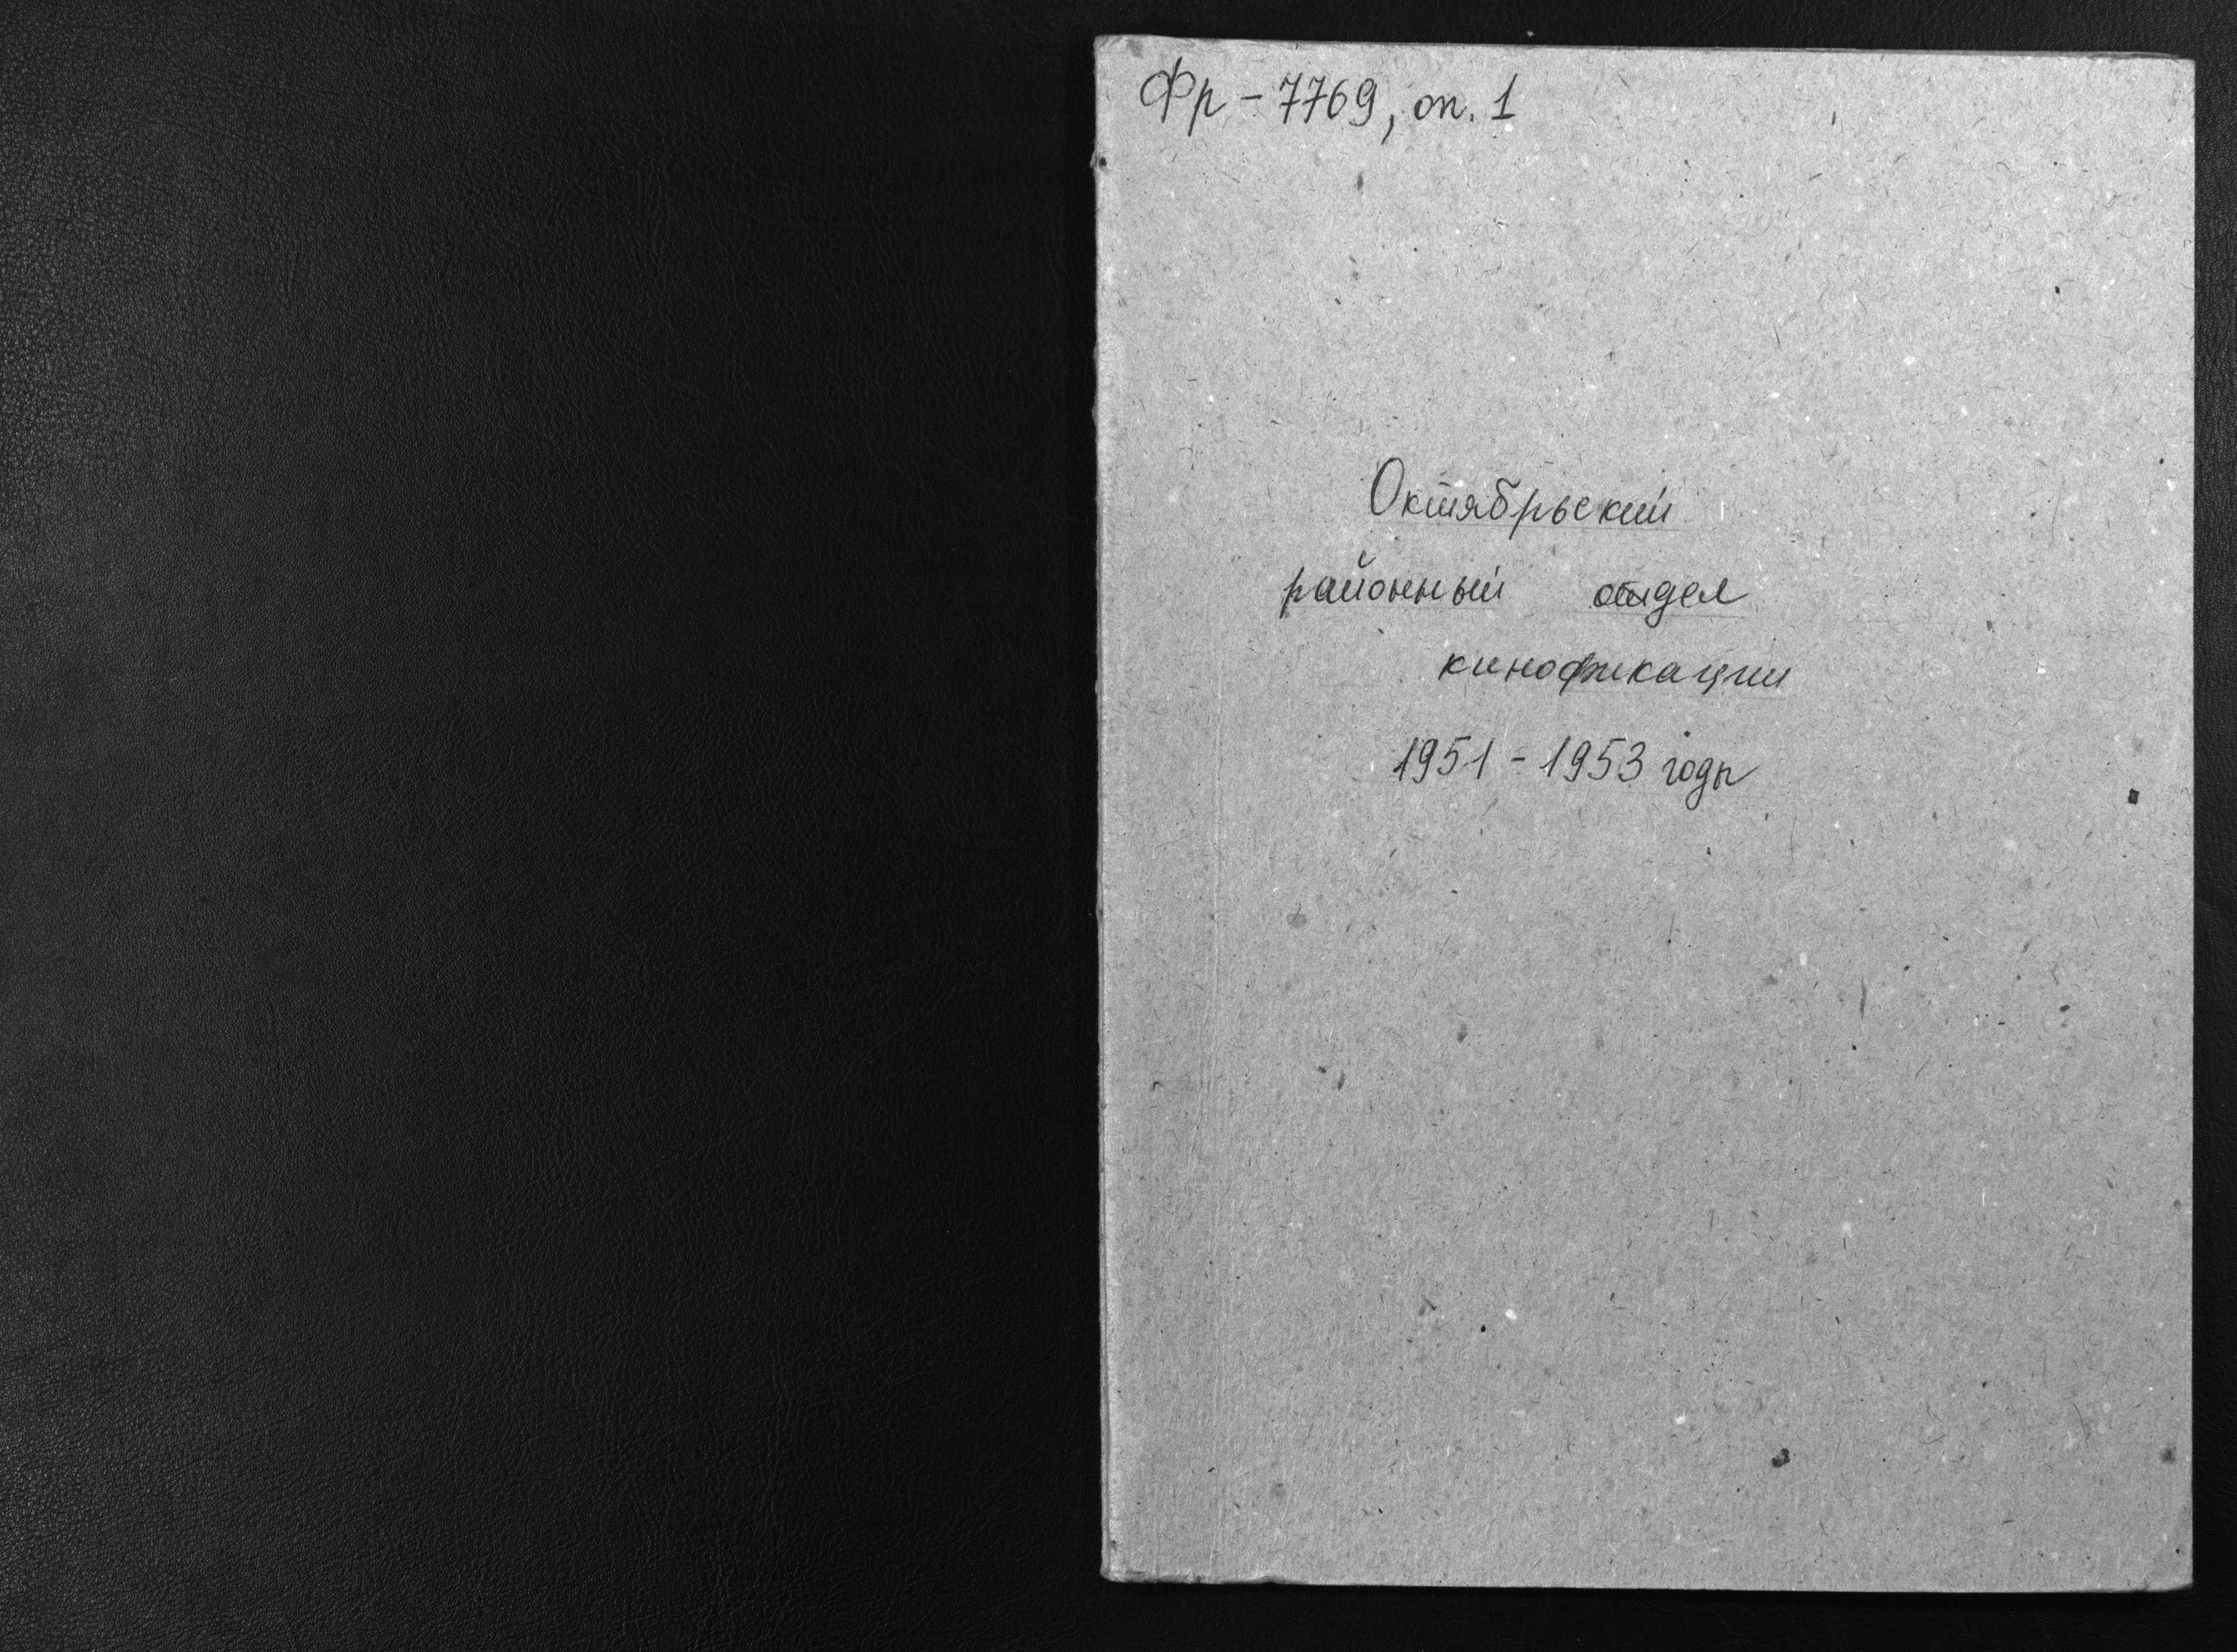 Фр - 7769, оп. 1
Октябрьский
районный отдел
кинофикации
1951 - 1953 годы